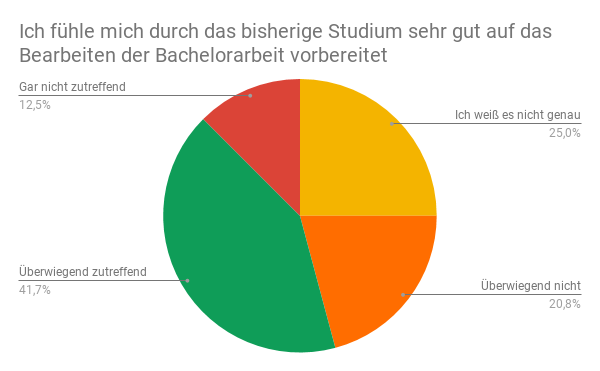 Ich fühle mich durch das bisherige Studium sehr gut auf das
Bearbeiten der Bachelorarbeit vorbereitet
Gar nicht zutreffend
12,5%
Ich weiß es nicht genau
25,0%
Überwiegend zutreffend
41,7%
Überwiegend nicht
20,8%